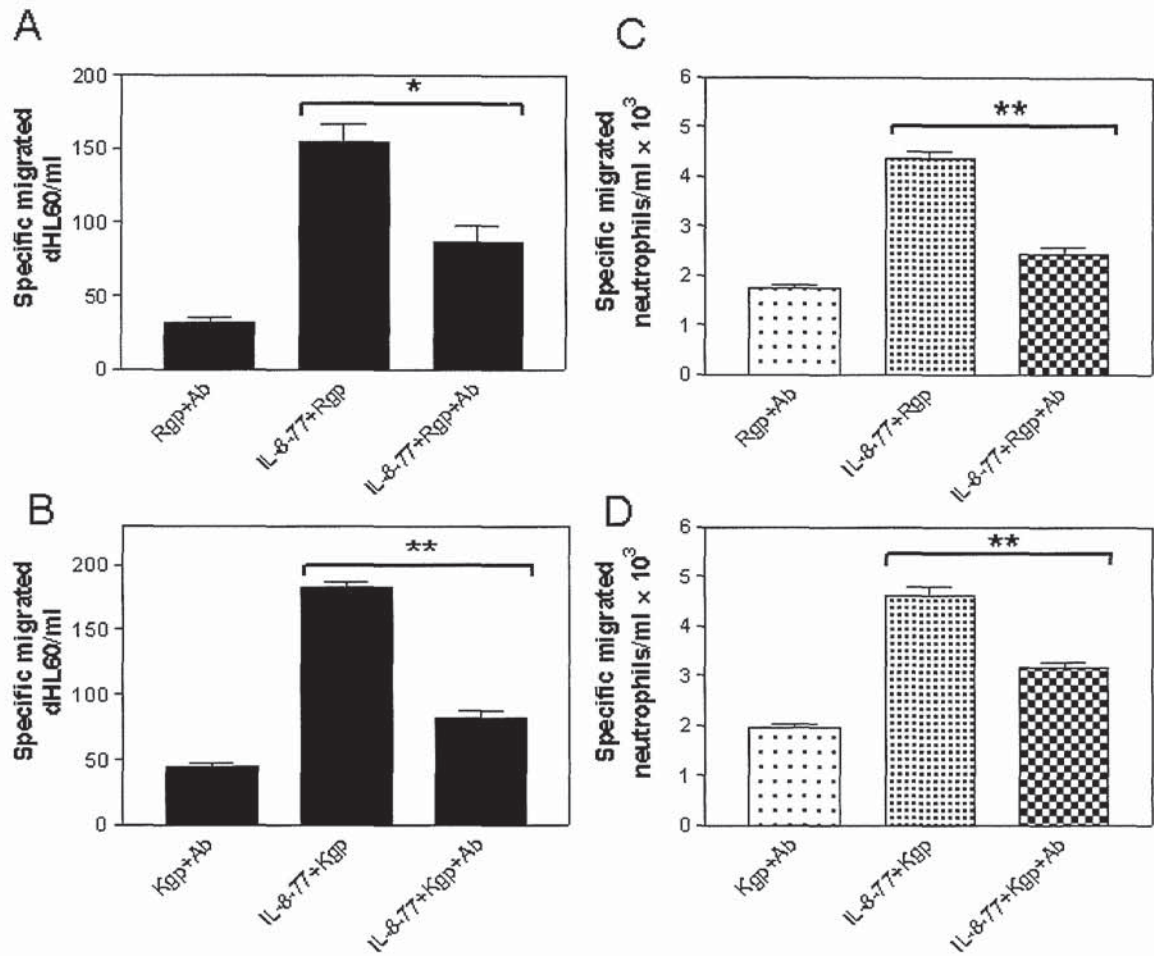 A
Specific migrated
dHL60/ml
200
150
100
50
0
*
Rgp+Ab
IL-8-77+Rgp
IL-8-77+Rgp+Ab
C
Specific migrated
neutrophils/ml × 10³
6
5
4
3
2
1
0
**
Rgp+Ab
IL-8-77+Rgp
IL-8-77+Rgp+Ab
B
Specific migrated
dHL60/ml
200
150
100
50
0
**
Kgp+Ab
IL-8-77+Kgp
IL-8-77+Kgp+Ab
D
Specific migrated
neutrophils/ml × 10³
6
5
4
3
2
1
0
**
Kgp+Ab
IL-8-77+Kgp
IL-8-77+Kgp+Ab